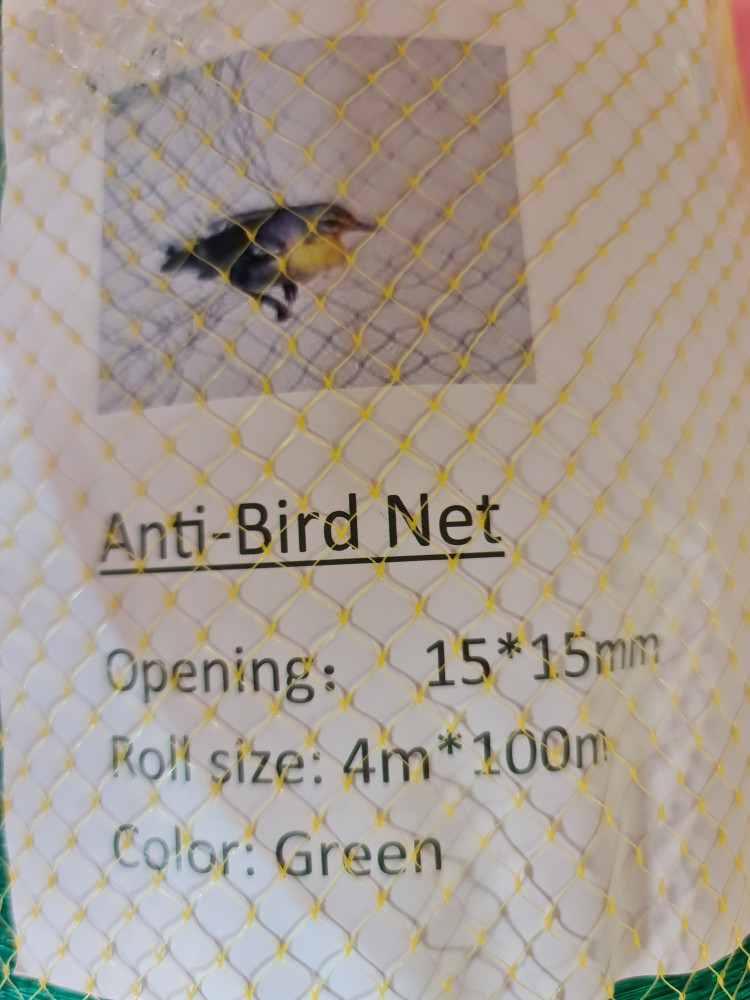 Anti-Bird Net
Opening: 15*15mm
Roll size: 4m*100m
Color: Green